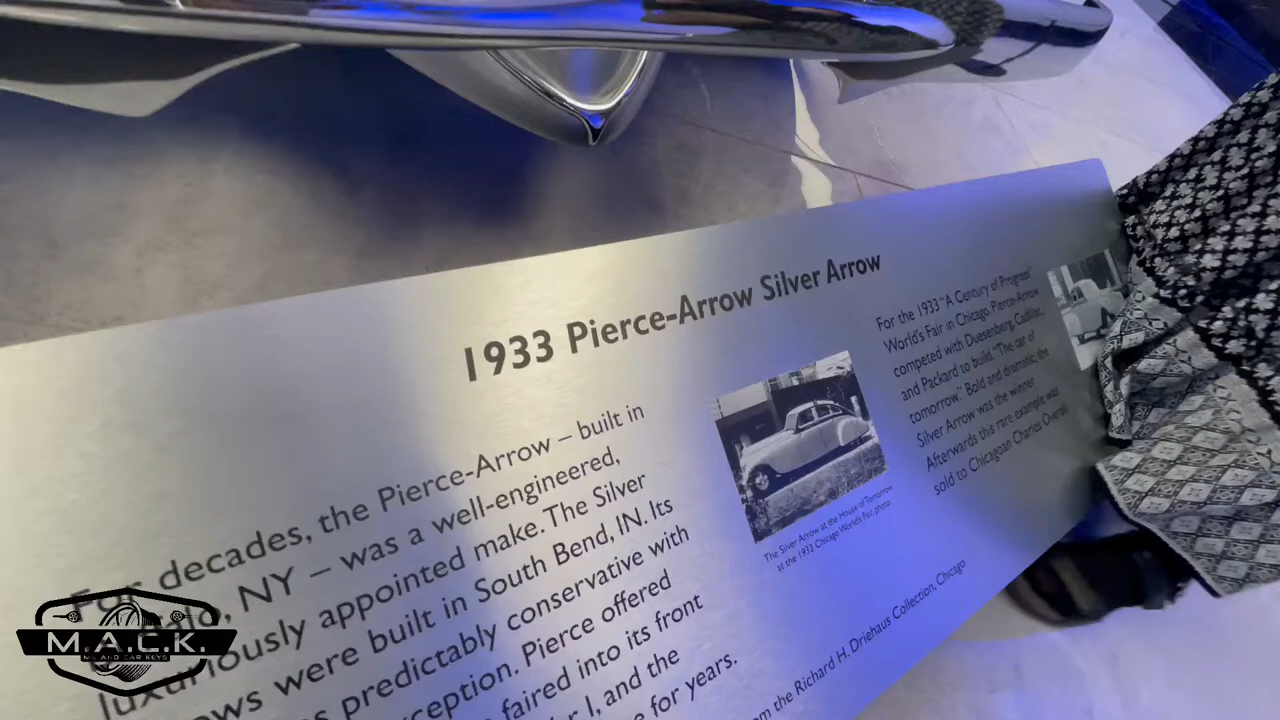 1933 Pierce-Arrow Silver Arrow
For decades, the Pierce-Arrow – built in
NY – was a well-engineered,
luxuriously appointed make. The Silver
ows were built in South Bend, IN. Its
s predictably conservative with
ception. Pierce offered
faired into its front
r I, and the
e for years.
The Silver Arrow at the House of Tomorrow
at the 1933 Chicago World's Fair, photo
For the 1933 "A Century of Progress"
World's Fair in Chicago, Pierce-Arrow
competed with Duesenberg, Cadillac,
and Packard to build, "The car of
tomorrow." Bold and dramatic, the
Silver Arrow was the winner.
Afterwards this rare example was
sold to Chicagoan Charles Overall
om the Richard H. Driehaus Collection, Chicago
M.A.C.K.